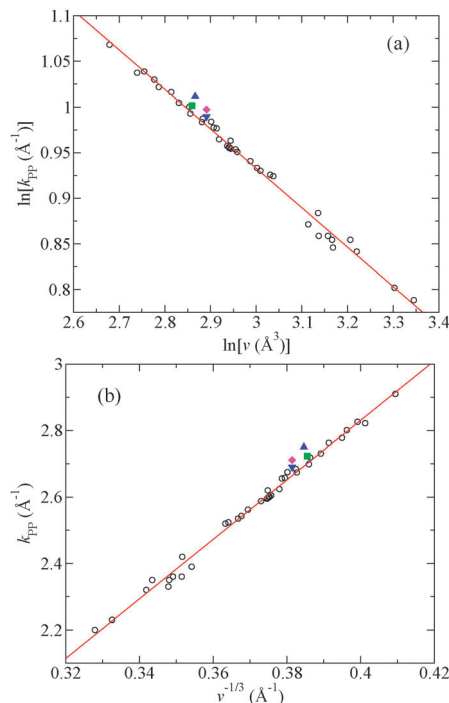 1.1
(a)
1.05
1
0.95
0.9
0.85
0.8
ln[k_PP (Å⁻¹)]
2.6 2.7 2.8 2.9 3 3.1 3.2 3.3 3.4
ln[v (Å³)]
3
(b)
2.8
2.6
2.4
2.2
k_PP (Å⁻¹)
0.32 0.34 0.36 0.38 0.4 0.42
v⁻¹/³ (Å⁻¹)